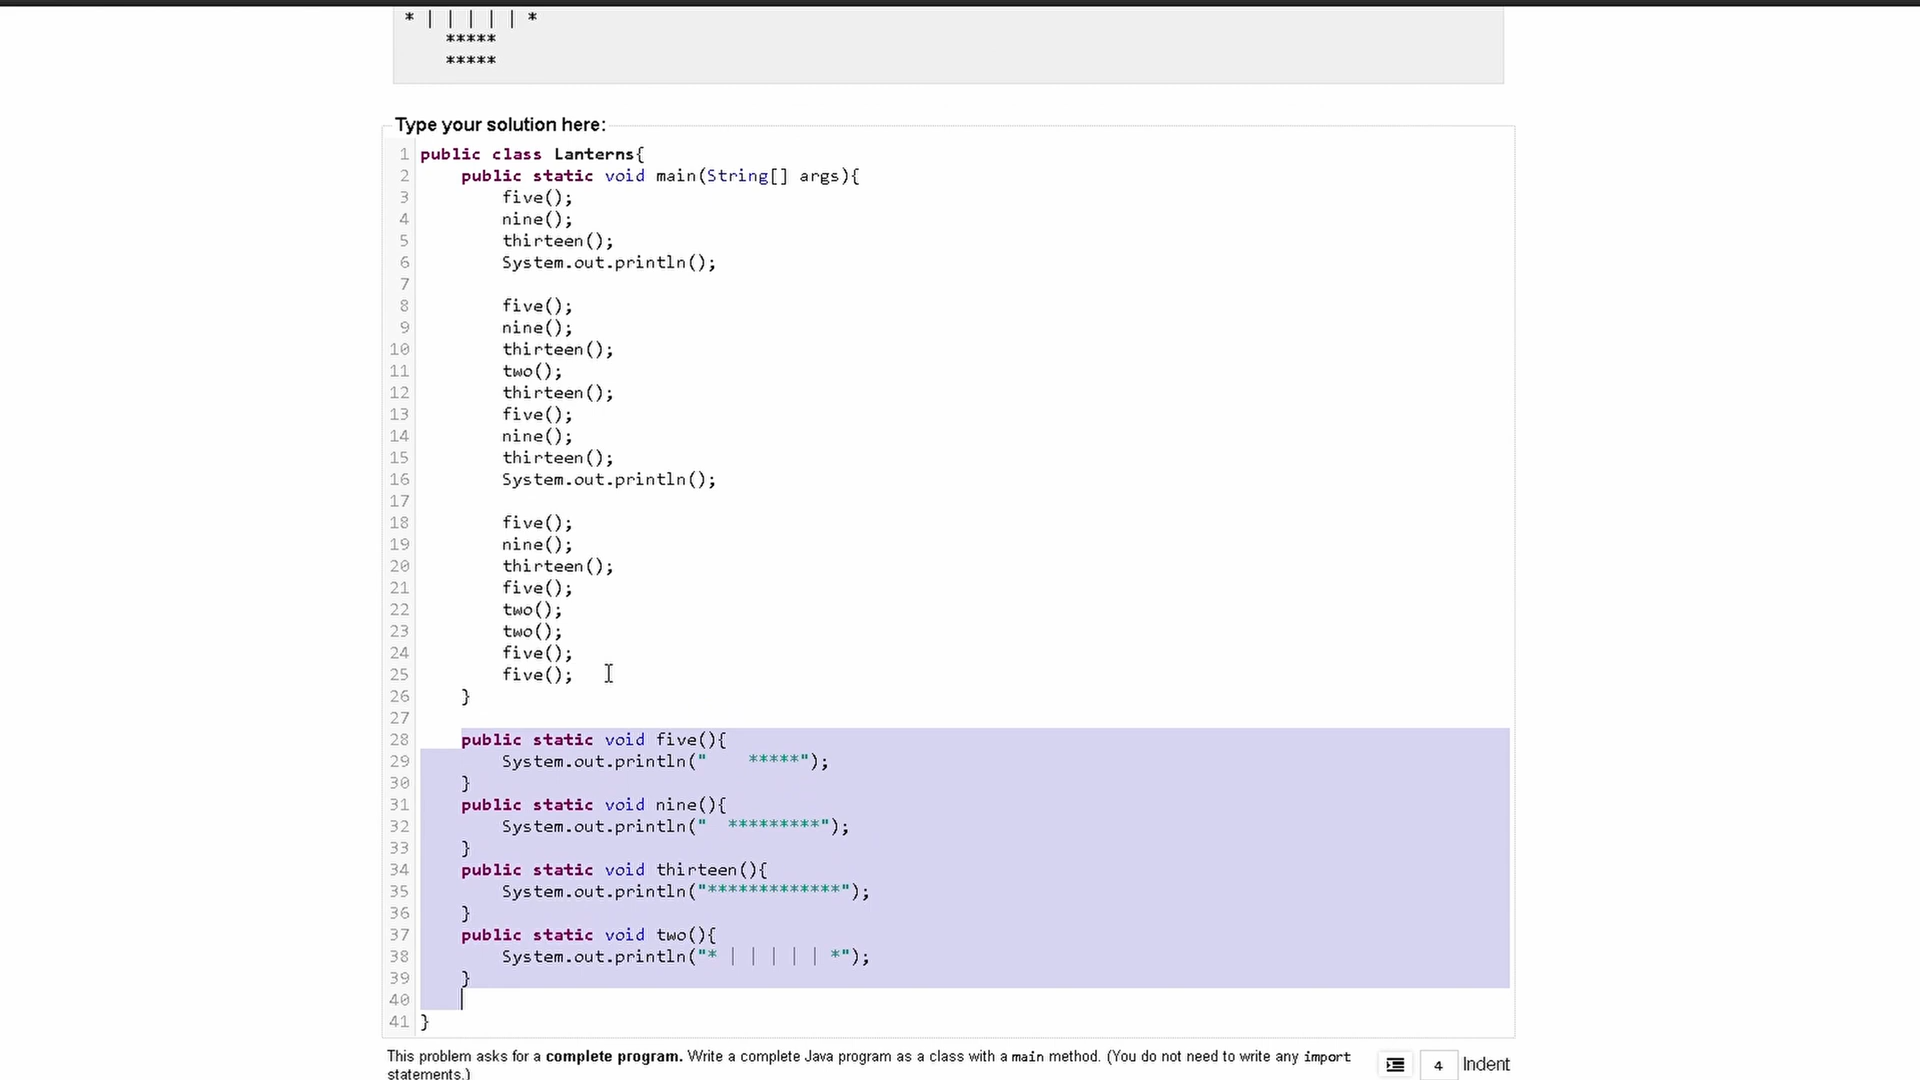 * | | | | | *
    *****
    *****
Type your solution here:
1 public class Lanterns{
2     public static void main(String[] args){
3         five();
4         nine();
5         thirteen();
6         System.out.println();
7
8         five();
9         nine();
10         thirteen();
11         two();
12         thirteen();
13         five();
14         nine();
15         thirteen();
16         System.out.println();
17
18         five();
19         nine();
20         thirteen();
21         five();
22         two();
23         two();
24         five();
25         five();
26     }
27
28     public static void five(){
29         System.out.println("    *****");
30     }
31     public static void nine(){
32         System.out.println("  *********");
33     }
34     public static void thirteen(){
35         System.out.println("*************");
36     }
37     public static void two(){
38         System.out.println("* | | | | | *");
39     }
40
41 }
This problem asks for a complete program. Write a complete Java program as a class with a main method. (You do not need to write any import
statements.)
4 Indent